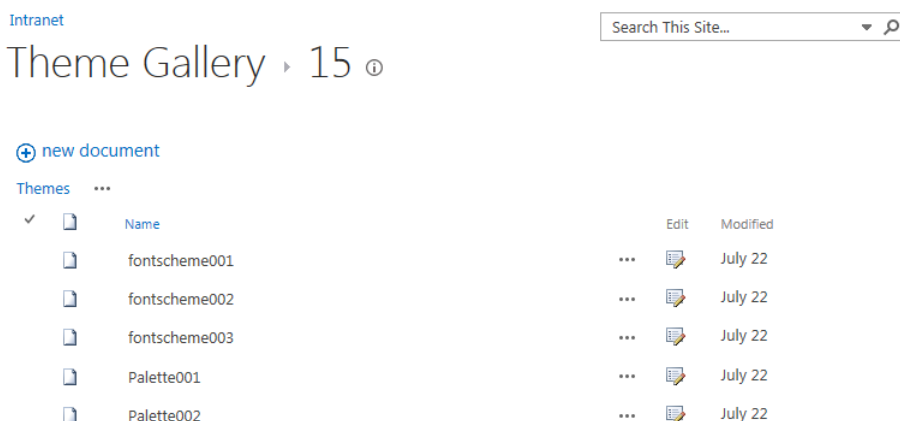 Intranet
Search This Site...
Theme Gallery 15
new document
Themes ...
Name Edit Modified
fontscheme001 ... July 22
fontscheme002 ... July 22
fontscheme003 ... July 22
Palette001 ... July 22
Palette002 ... July 22